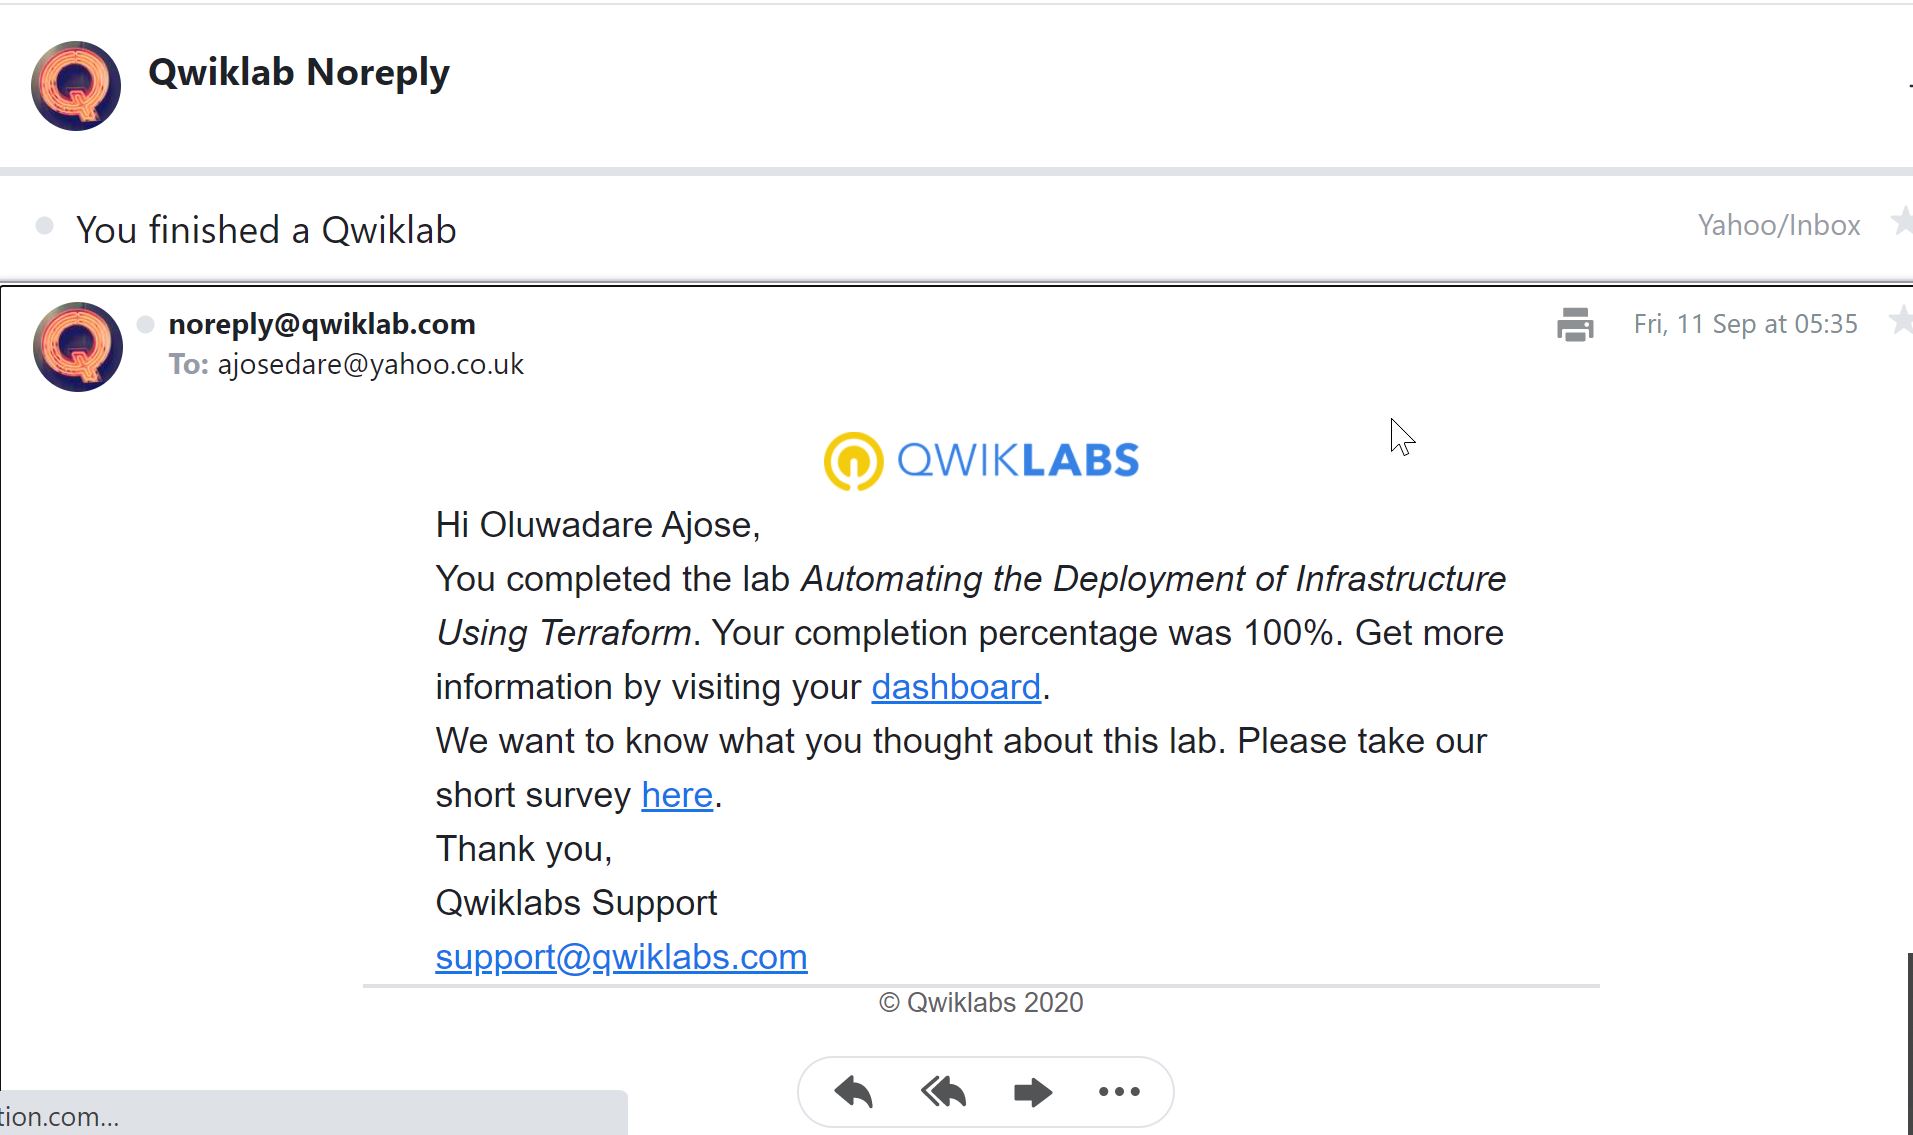 Qwiklab Noreply
You finished a Qwiklab
Yahoo/Inbox
noreply@qwiklab.com
Fri, 11 Sep at 05:35
To: ajosedare@yahoo.co.uk
QWIKLABS
Hi Oluwadare Ajose,
You completed the lab Automating the Deployment of Infrastructure
Using Terraform. Your completion percentage was 100%. Get more
information by visiting your dashboard.
We want to know what you thought about this lab. Please take our
short survey here.
Thank you,
Qwiklabs Support
support@qwiklabs.com
© Qwiklabs 2020
tion.com...